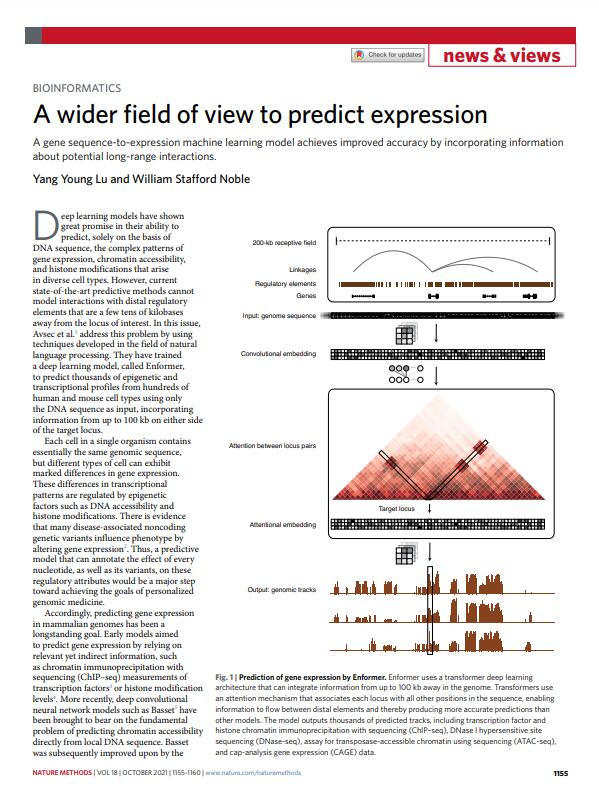 Check for updates
news & views
BIOINFORMATICS
A wider field of view to predict expression
A gene sequence-to-expression machine learning model achieves improved accuracy by incorporating information
about potential long-range interactions.
Yang Young Lu and William Stafford Noble
Deep learning models have shown
great promise in their ability to
predict, solely on the basis of
DNA sequence, the complex patterns of
gene expression, chromatin accessibility,
and histone modifications that arise
in diverse cell types. However, current
state-of-the-art predictive methods cannot
model interactions with distal regulatory
elements that are a few tens of kilobases
away from the locus of interest. In this issue,
Avsec et al.1 address this problem by using
techniques developed in the field of natural
language processing. They have trained
a deep learning model, called Enformer,
to predict thousands of epigenetic and
transcriptional profiles from hundreds of
human and mouse cell types using only
the DNA sequence as input, incorporating
information from up to 100 kb on either side
of the target locus.
Each cell in a single organism contains
essentially the same genomic sequence,
but different types of cell can exhibit
marked differences in gene expression.
These differences in transcriptional
patterns are regulated by epigenetic
factors such as DNA accessibility and
histone modifications. There is evidence
that many disease-associated noncoding
genetic variants influence phenotype by
altering gene expression2. Thus, a predictive
model that can annotate the effect of every
nucleotide, as well as its variants, on these
regulatory attributes would be a major step
toward achieving the goals of personalized
genomic medicine.
Accordingly, predicting gene expression
in mammalian genomes has been a
longstanding goal. Early models aimed
to predict gene expression by relying on
relevant yet indirect information, such
as chromatin immunoprecipitation with
sequencing (ChIP–seq) measurements of
transcription factors3 or histone modification
levels4. More recently, deep convolutional
neural network models such as Basset5 have
been brought to bear on the fundamental
problem of predicting chromatin accessibility
directly from local DNA sequence. Basset
was subsequently improved upon by the
200-kb receptive field
Linkages
Regulatory elements
Genes
Input: genome sequence
Convolutional embedding
Attention between locus pairs
Target locus
Attentional embedding
Output: genomic tracks
Fig. 1 | Prediction of gene expression by Enformer. Enformer uses a transformer deep learning
architecture that can integrate information from up to 100 kb away in the genome. Transformers use
an attention mechanism that associates each locus with all other positions in the sequence, enabling
information to flow between distal elements and thereby producing more accurate predictions than
other models. The model outputs thousands of predicted tracks, including transcription factor and
histone chromatin immunoprecipitation with sequencing (ChIP–seq), DNase I hypersensitive site
sequencing (DNase-seq), assay for transposase-accessible chromatin using sequencing (ATAC-seq),
and cap-analysis gene expression (CAGE) data.
NATURE METHODS | VOL 18 | OCTOBER 2021 | 1155–1160 | www.nature.com/naturemethods
1155